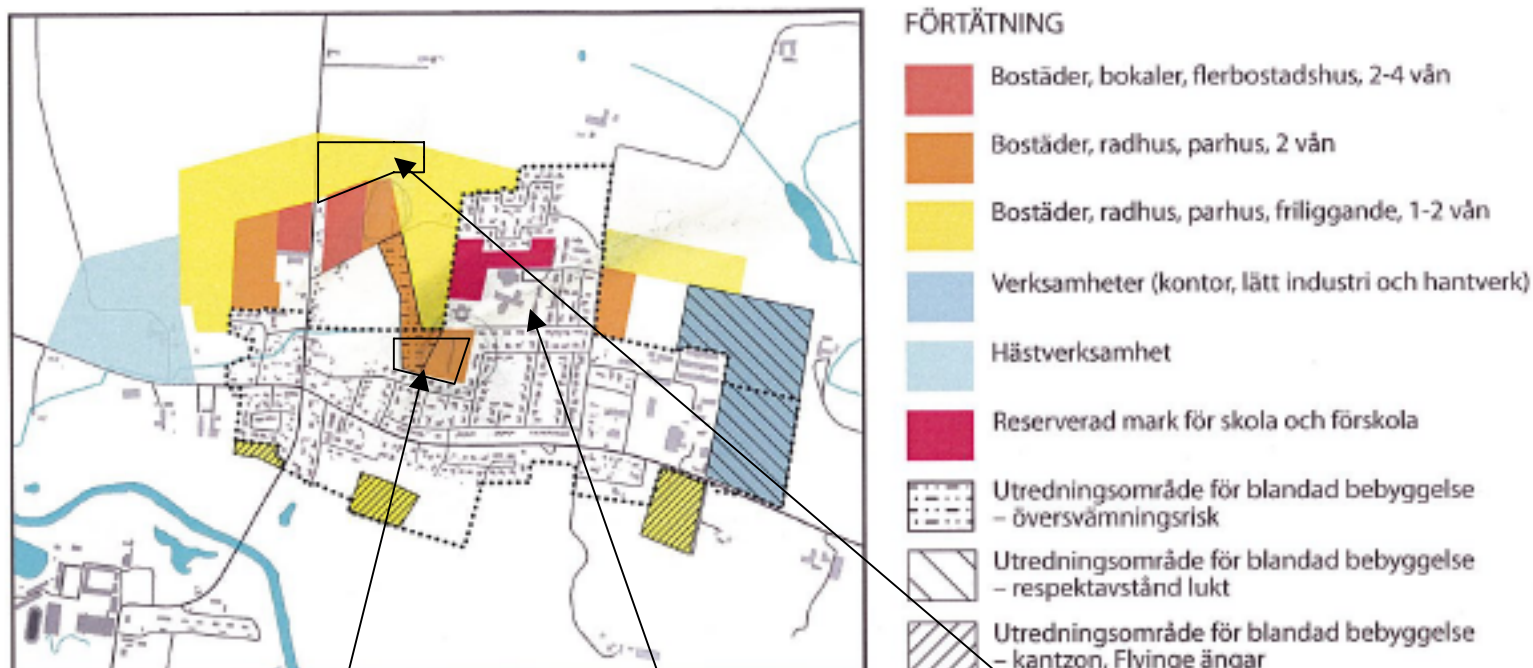 FÖRTÄTNING
Bostäder, bokaler, flerbostadshus, 2-4 vån
Bostäder, radhus, parhus, 2 vån
Bostäder, radhus, parhus, friliggande, 1-2 vån
Verksamheter (kontor, lätt industri och hantverk)
Hästverksamhet
Reserverad mark för skola och förskola
Utredningsområde för blandad bebyggelse
– översvämningsrisk
Utredningsområde för blandad bebyggelse
– respektavstånd lukt
Utredningsområde för blandad bebyggelse
– kantzon, Flyinge ängar